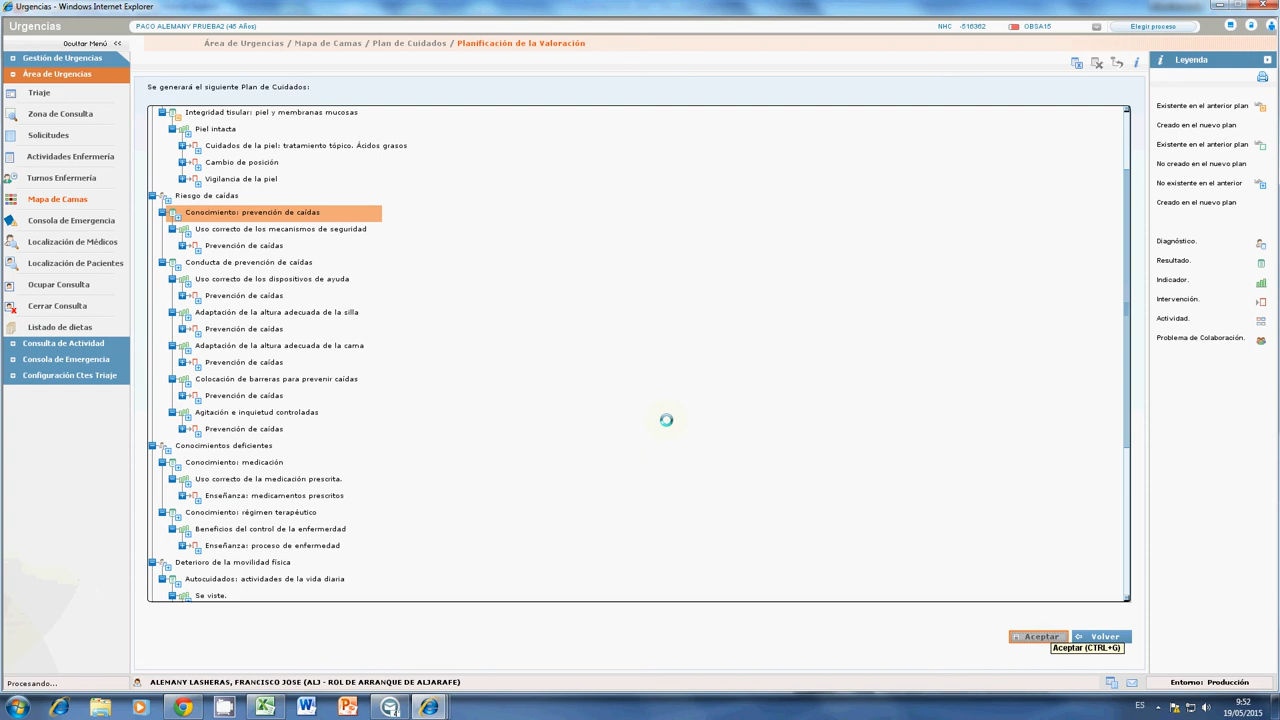 Urgencias - Windows Internet Explorer
Urgencias
PACO ALEMANY PRUEBA2 (45 Años)
NHC -516362
OBSA15
Elegir proceso
Ocultar Menú <<
Área de Urgencias / Mapa de Camas / Plan de Cuidados / Planificación de la Valoración
Gestión de Urgencias
Área de Urgencias
Triaje
Zona de Consulta
Solicitudes
Actividades Enfermería
Turnos Enfermería
Mapa de Camas
Consola de Emergencia
Localización de Médicos
Localización de Pacientes
Ocupar Consulta
Cerrar Consulta
Listado de dietas
Consulta de Actividad
Consola de Emergencia
Configuración Ctes Triaje
Se generará el siguiente Plan de Cuidados:
Integridad tisular: piel y membranas mucosas
Piel intacta
Cuidados de la piel: tratamiento tópico. Ácidos grasos
Cambio de posición
Vigilancia de la piel
Riesgo de caídas
Conocimiento: prevención de caídas
Uso correcto de los mecanismos de seguridad
Prevención de caídas
Conducta de prevención de caídas
Uso correcto de los dispositivos de ayuda
Prevención de caídas
Adaptación de la altura adecuada de la silla
Prevención de caídas
Adaptación de la altura adecuada de la cama
Prevención de caídas
Colocación de barreras para prevenir caídas
Prevención de caídas
Agitación e inquietud controladas
Prevención de caídas
Conocimientos deficientes
Conocimiento: medicación
Uso correcto de la medicación prescrita.
Enseñanza: medicamentos prescritos
Conocimiento: régimen terapéutico
Beneficios del control de la enfermerdad
Enseñanza: proceso de enfermedad
Deterioro de la movilidad física
Autocuidados: actividades de la vida diaria
Se viste.
Aceptar
Volver
Aceptar (CTRL+G)
Leyenda
Existente en el anterior plan
Creado en el nuevo plan
Existente en el anterior plan
No creado en el nuevo plan
No existente en el anterior
Creado en el nuevo plan
Diagnóstico.
Resultado.
Indicador.
Intervención.
Actividad.
Problema de Colaboración.
Procesando...
ALEMANY LASHERAS, FRANCISCO JOSE (ALJ - ROL DE ARRANQUE DE ALJARAFE)
Entorno: Producción
ES
9:52
19/05/2015